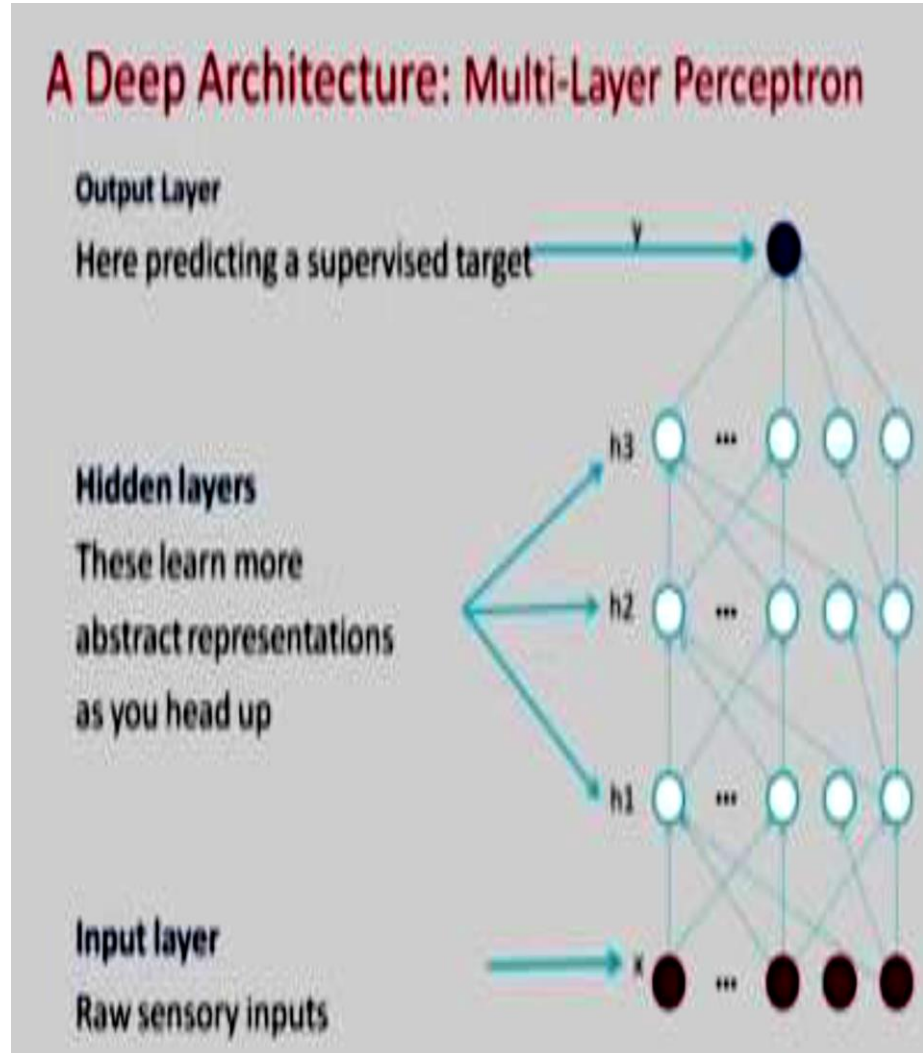 A Deep Architecture: Multi-Layer Perceptron
Output Layer
Here predicting a supervised target
y
h3 ...
Hidden layers
These learn more
abstract representations
as you head up
h2 ...
h1 ...
Input layer
Raw sensory inputs
x ...